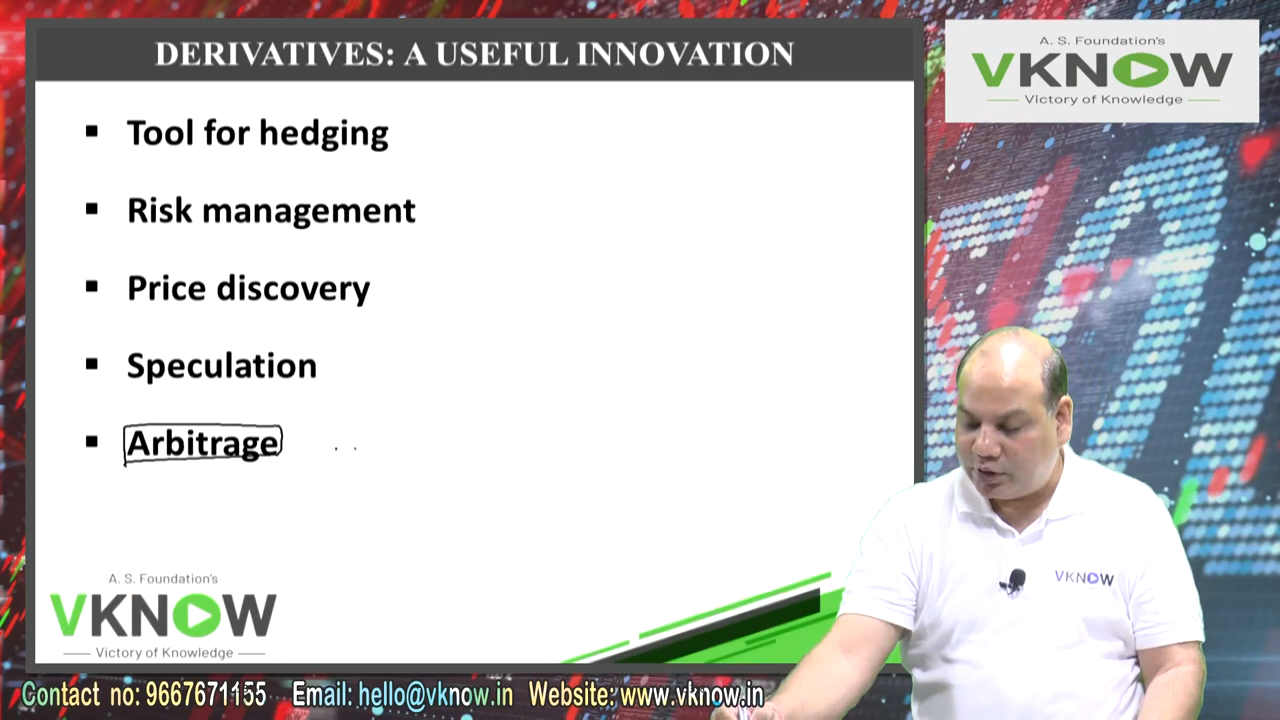 DERIVATIVES: A USEFUL INNOVATION
▪ Tool for hedging
▪ Risk management
▪ Price discovery
▪ Speculation
▪ Arbitrage
A. S. Foundation's
VKNOW
Victory of Knowledge
A. S. Foundation's
VKNOW
Victory of Knowledge
VKNOW
Contact no: 9667671155 Email: hello@vknow.in Website: www.vknow.in